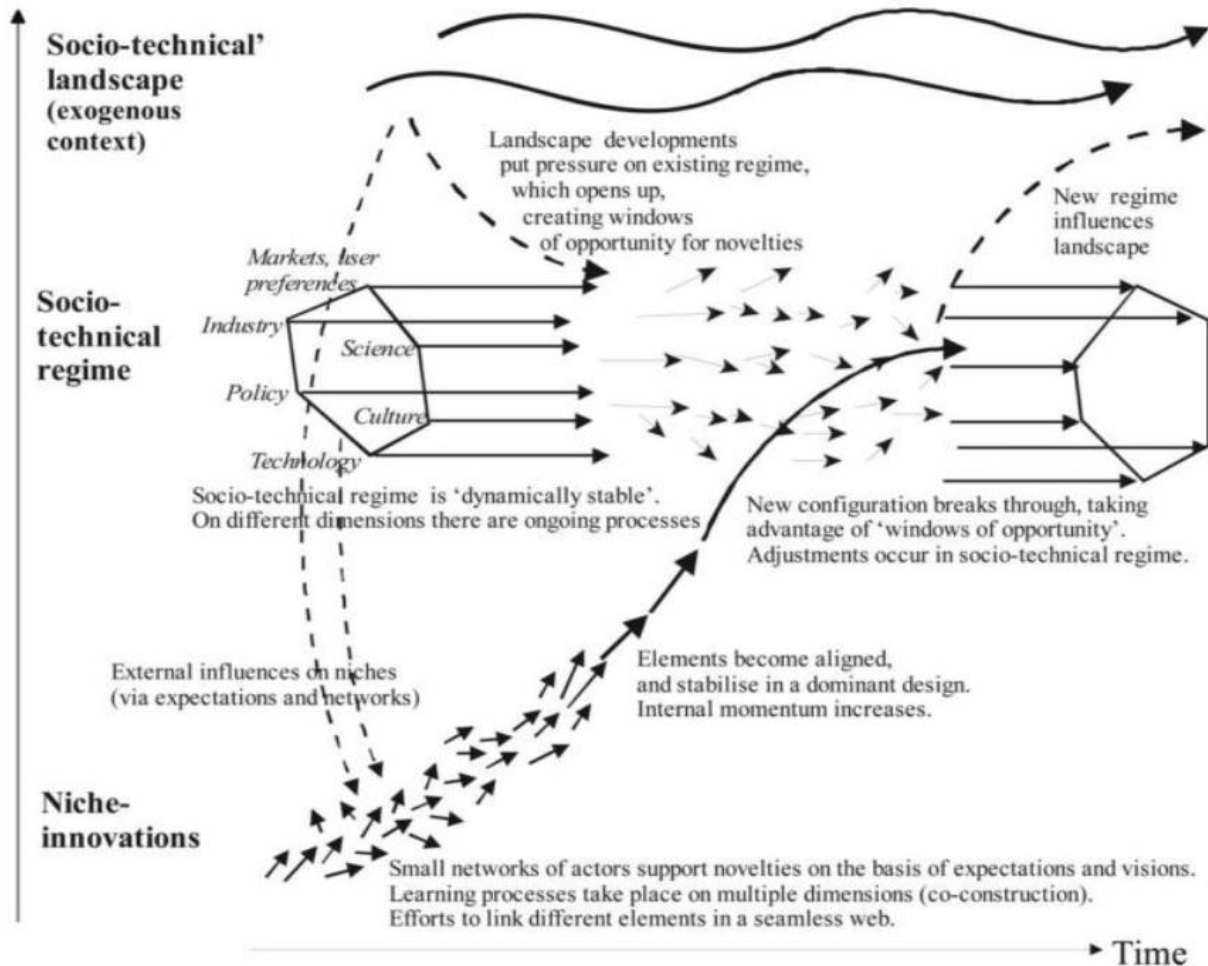 Socio-technical'
landscape
(exogenous
context)
Landscape developments
put pressure on existing regime,
which opens up,
creating windows
of opportunity for novelties
New regime
influences
landscape
Markets, user
preferences
Socio-
technical
regime
Industry
Science
Policy
Culture
Technology
Socio-technical regime is ‘dynamically stable’.
On different dimensions there are ongoing processes
New configuration breaks through, taking
advantage of ‘windows of opportunity’.
Adjustments occur in socio-technical regime.
External influences on niches
(via expectations and networks)
Elements become aligned,
and stabilise in a dominant design.
Internal momentum increases.
Niche-
innovations
Small networks of actors support novelties on the basis of expectations and visions.
Learning processes take place on multiple dimensions (co-construction).
Efforts to link different elements in a seamless web.
Time